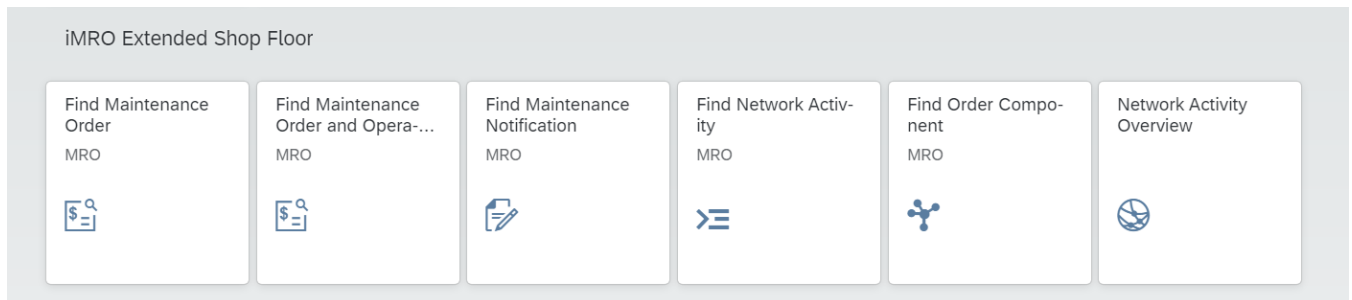 iMRO Extended Shop Floor
Find Maintenance
Order
MRO
Find Maintenance
Order and Opera-...
MRO
Find Maintenance
Notification
MRO
Find Network Activ-
ity
MRO
Find Order Compo-
nent
MRO
Network Activity
Overview
$
$